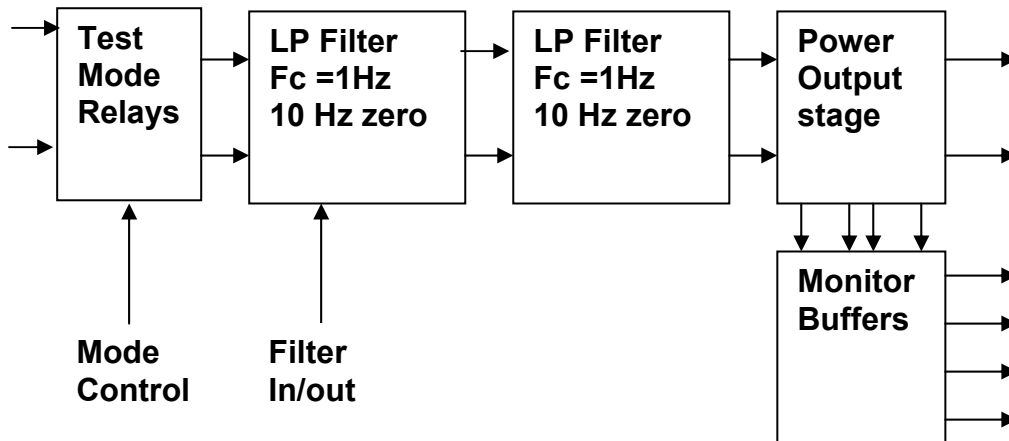 Test
Mode
Relays
LP Filter
Fc =1Hz
10 Hz zero
LP Filter
Fc =1Hz
10 Hz zero
Power
Output
stage
Monitor
Buffers
Mode
Control
Filter
In/out